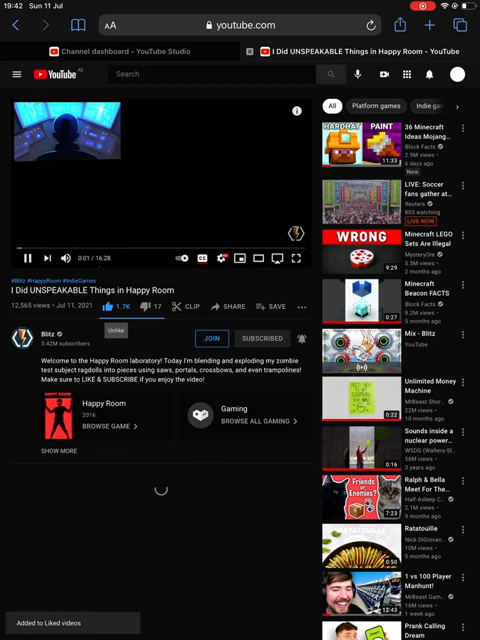 19:42 Sun 11 Jul
AA
youtube.com
Channel dashboard - YouTube Studio
I Did UNSPEAKABLE Things in Happy Room - YouTube
YouTube AE
Search
All
Platform games
Indie ga
0:01 / 16:28
#Blitz #HappyRoom #IndieGames
I Did UNSPEAKABLE Things in Happy Room
12,565 views • Jul 11, 2021
1.7K
17
CLIP
SHARE
SAVE
Unlike
Blitz
3.42M subscribers
JOIN
SUBSCRIBED
Welcome to the Happy Room laboratory! Today I'm blending and exploding my zombie
test subject ragdolls into pieces using saws, portals, crossbows, and even trampolines!
Make sure to LIKE & SUBSCRIBE if you enjoy the video!
HAPPY ROOM
Happy Room
2016
BROWSE GAME
Gaming
BROWSE ALL GAMING
SHOW MORE
Added to Liked videos
HARDHAT
PAINT
11:33
36 Minecraft
Ideas Mojang...
Block Facts
2.9M views •
6 days ago
New
LIVE: Soccer
fans gather at...
Reuters
803 watching
LIVE NOW
WRONG
9:29
Minecraft LEGO
Sets Are Illegal
MysteryOre
5.5M views •
2 months ago
0:27
Minecraft
Beacon FACTS
Block Facts
9.2M views •
3 months ago
Mix - Blitz
YouTube
0:22
Unlimited Money
Machine
MrBeast Shor...
22M views •
10 months ago
0:16
Sounds inside a
nuclear power...
WSDG (Walters-St...
56M views •
3 years ago
Friends or
Enemies?
7:23
Ralph & Bella
Meet For The...
Half-Asleep C...
2.1M views •
9 months ago
RATATOUILLE
0:50
Ratatouille
Nick DiGiovan...
10M views •
5 months ago
12:43
1 vs 100 Player
Manhunt!
MrBeast Gam...
16M views •
1 week ago
Prank Calling
Dream